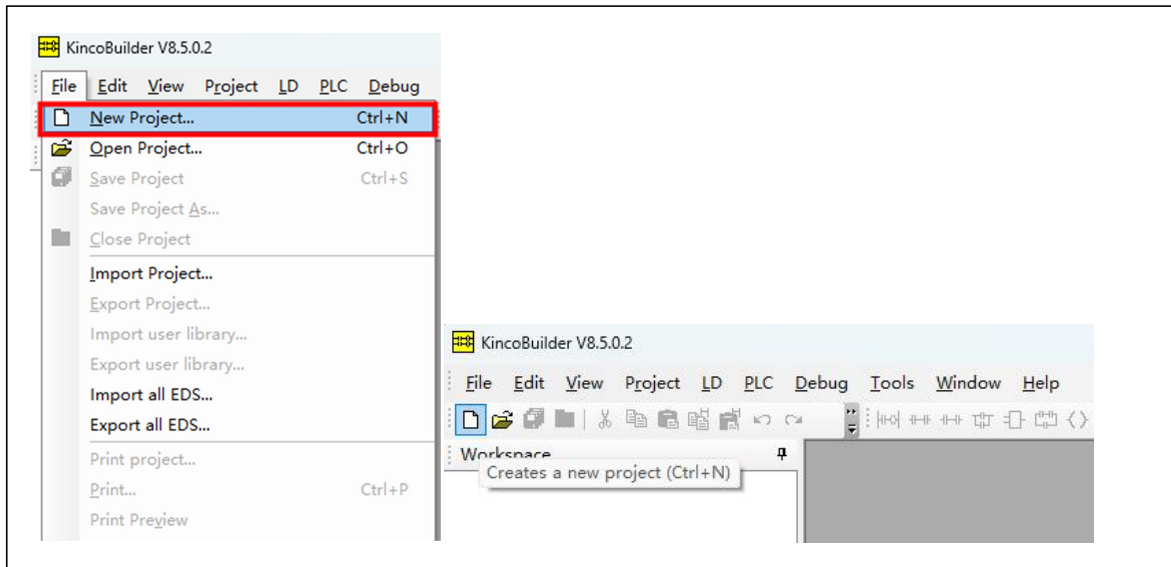 KincoBuilder V8.5.0.2
File Edit View Project LD PLC Debug
New Project... Ctrl+N
Open Project... Ctrl+O
Save Project Ctrl+S
Save Project As...
Close Project
Import Project...
Export Project...
Import user library...
Export user library...
Import all EDS...
Export all EDS...
Print project...
Print... Ctrl+P
Print Preview
KincoBuilder V8.5.0.2
File Edit View Project LD PLC Debug Tools Window Help
Workspace
Creates a new project (Ctrl+N)